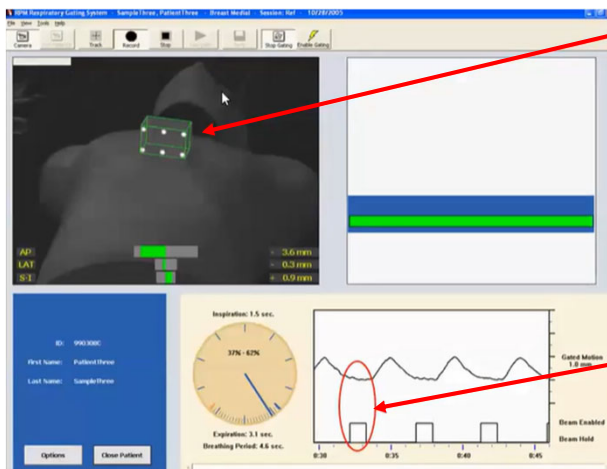 RPM Respiratory Gating System - SampleThree, PatientThree - Breast Medial - Session: Ref - 10/28/2005
File View Tools Help
Camera Track Record Stop Stop Gating Enable Gating
AP - 3.6 mm
LAT - 0.3 mm
S-I + 0.9 mm
ID: 990308C
First Name: PatientThree
Last Name: SampleThree
Options Close Patient
Inspiration: 1.5 sec.
37% - 62%
Expiration: 3.1 sec.
Breathing Period: 4.6 sec.
Gated Motion
1.0 mm
Beam Enabled
Beam Hold
0:30 0:35 0:40 0:45